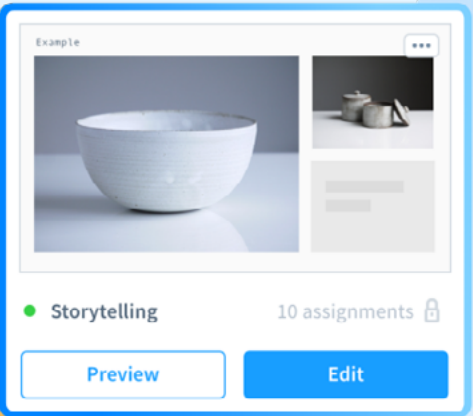 Example
Storytelling
10 assignments
Preview
Edit